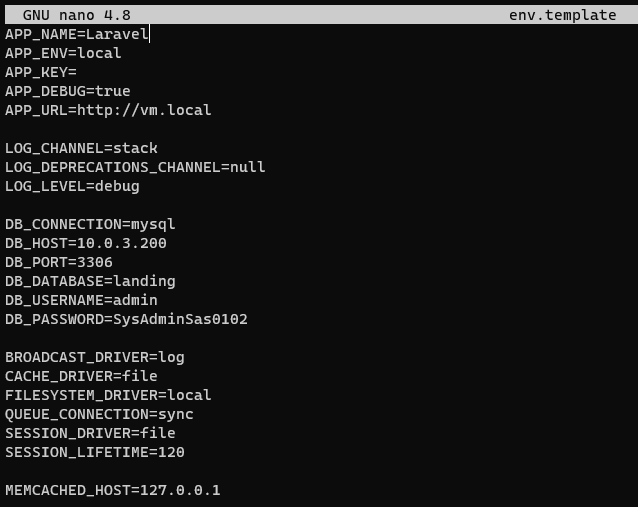 GNU nano 4.8 env.template
APP_NAME=Laravel
APP_ENV=local
APP_KEY=
APP_DEBUG=true
APP_URL=http://vm.local
LOG_CHANNEL=stack
LOG_DEPRECATIONS_CHANNEL=null
LOG_LEVEL=debug
DB_CONNECTION=mysql
DB_HOST=10.0.3.200
DB_PORT=3306
DB_DATABASE=landing
DB_USERNAME=admin
DB_PASSWORD=SysAdminSas0102
BROADCAST_DRIVER=log
CACHE_DRIVER=file
FILESYSTEM_DRIVER=local
QUEUE_CONNECTION=sync
SESSION_DRIVER=file
SESSION_LIFETIME=120
MEMCACHED_HOST=127.0.0.1